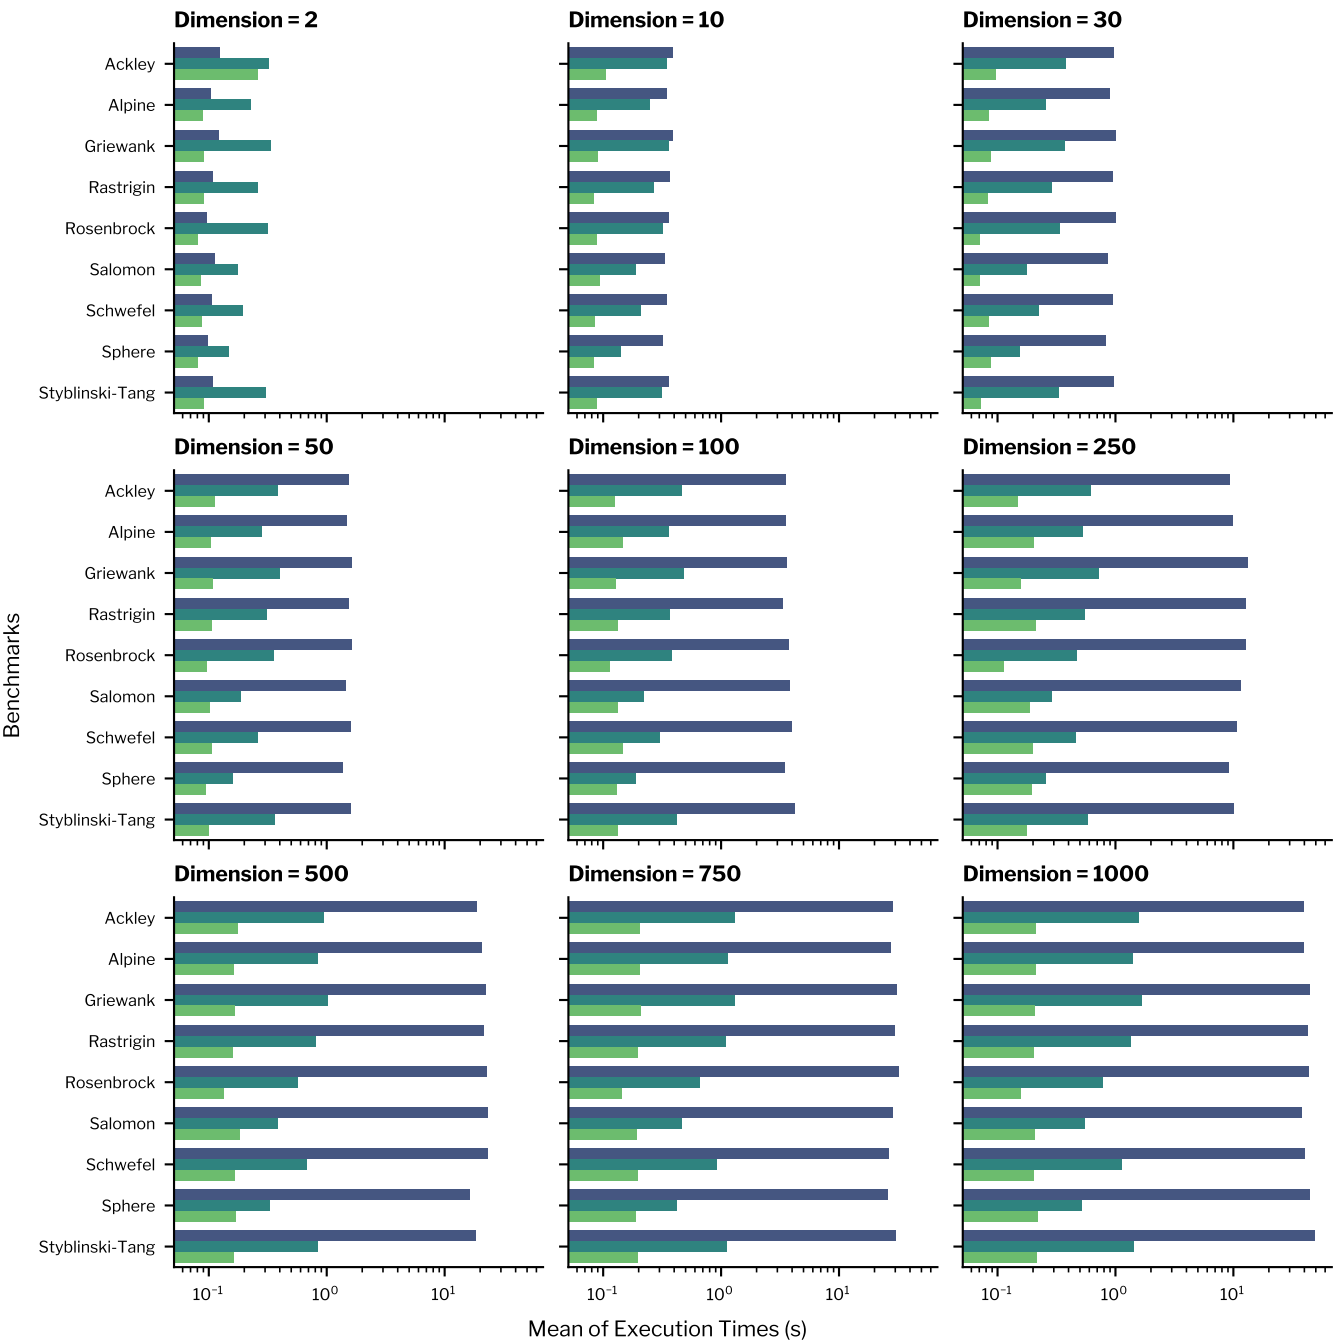 Dimension = 2
Dimension = 10
Dimension = 30
Ackley
Alpine
Griewank
Rastrigin
Rosenbrock
Salomon
Schwefel
Sphere
Styblinski-Tang
Dimension = 50
Dimension = 100
Dimension = 250
Ackley
Alpine
Griewank
Rastrigin
Rosenbrock
Salomon
Schwefel
Sphere
Styblinski-Tang
Benchmarks
Dimension = 500
Dimension = 750
Dimension = 1000
Ackley
Alpine
Griewank
Rastrigin
Rosenbrock
Salomon
Schwefel
Sphere
Styblinski-Tang
10⁻¹ 10⁰ 10¹
10⁻¹ 10⁰ 10¹
10⁻¹ 10⁰ 10¹
Mean of Execution Times (s)